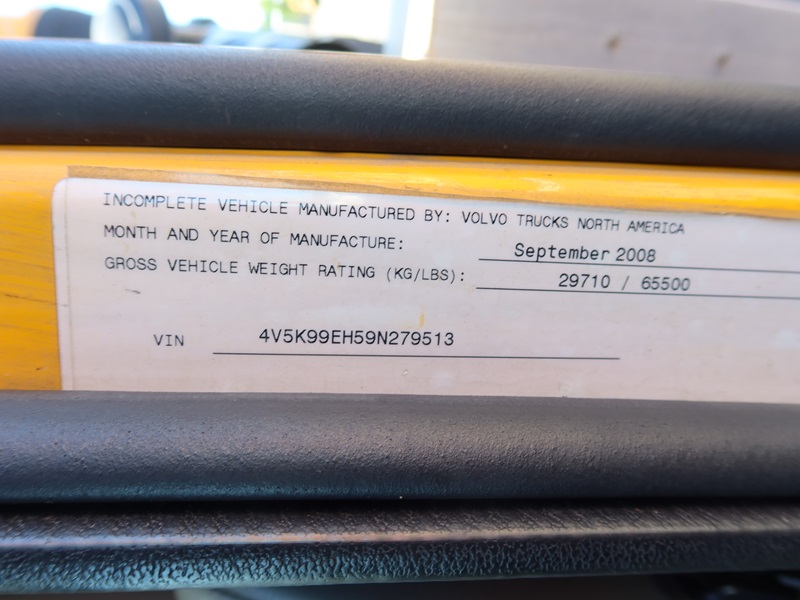 INCOMPLETE VEHICLE MANUFACTURED BY: VOLVO TRUCKS NORTH AMERICA
MONTH AND YEAR OF MANUFACTURE: September 2008
GROSS VEHICLE WEIGHT RATING (KG/LBS): 29710 / 65500
VIN 4V5K99EH59N279513